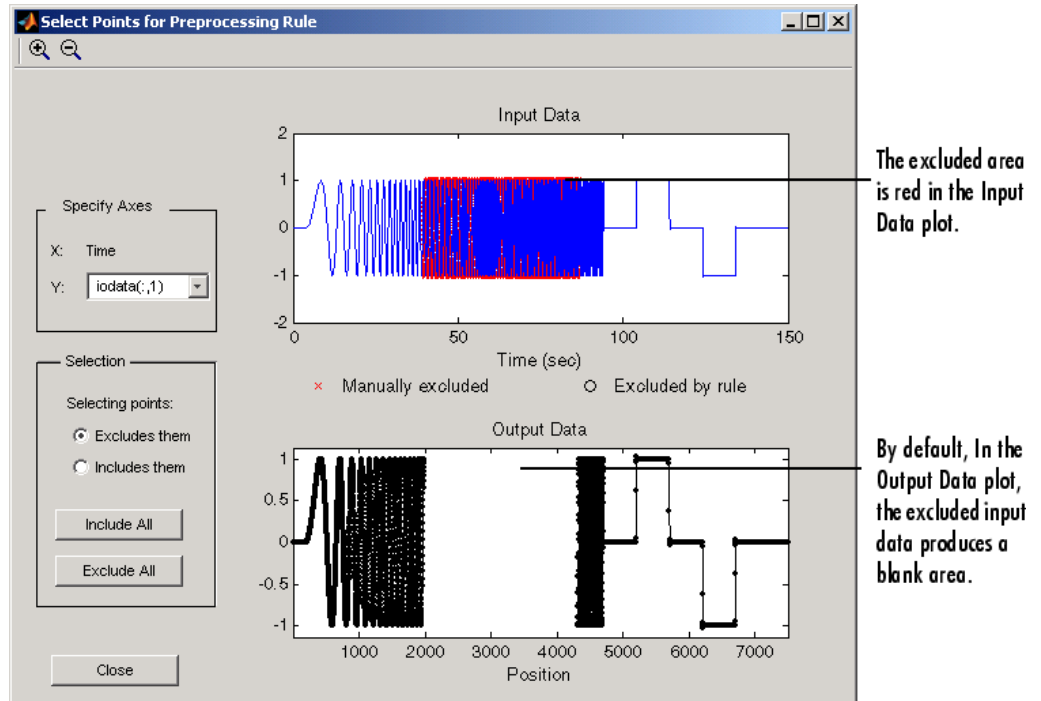 Select Points for Preprocessing Rule
Input Data
2
1
0
-1
-2
0
50
100
150
Time (sec)
Specify Axes
X: Time
Y: iodata(:,1)
The excluded area
is red in the Input
Data plot.
× Manually excluded
○ Excluded by rule
Selection
Selecting points:
Excludes them
Includes them
Include All
Exclude All
Close
Output Data
1
0.5
0
-0.5
-1
1000
2000
3000
4000
5000
6000
7000
Position
By default, In the
Output Data plot,
the excluded input
data produces a
blank area.